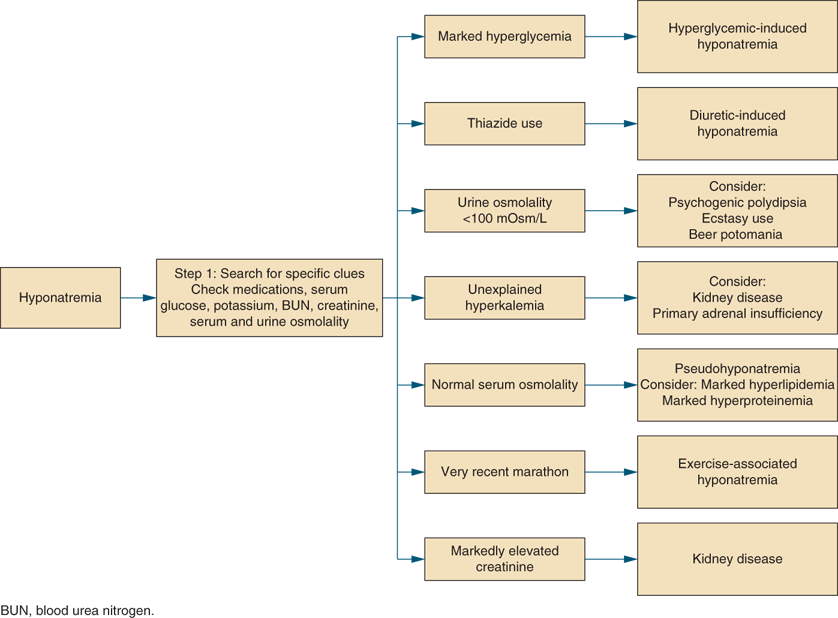 Hyponatremia
Step 1: Search for specific clues
Check medications, serum
glucose, potassium, BUN, creatinine,
serum and urine osmolality
Marked hyperglycemia
Hyperglycemic-induced
hyponatremia
Thiazide use
Diuretic-induced
hyponatremia
Urine osmolality
<100 mOsm/L
Consider:
Psychogenic polydipsia
Ecstasy use
Beer potomania
Unexplained
hyperkalemia
Consider:
Kidney disease
Primary adrenal insufficiency
Normal serum osmolality
Pseudohyponatremia
Consider: Marked hyperlipidemia
Marked hyperproteinemia
Very recent marathon
Exercise-associated
hyponatremia
Markedly elevated
creatinine
Kidney disease
BUN, blood urea nitrogen.